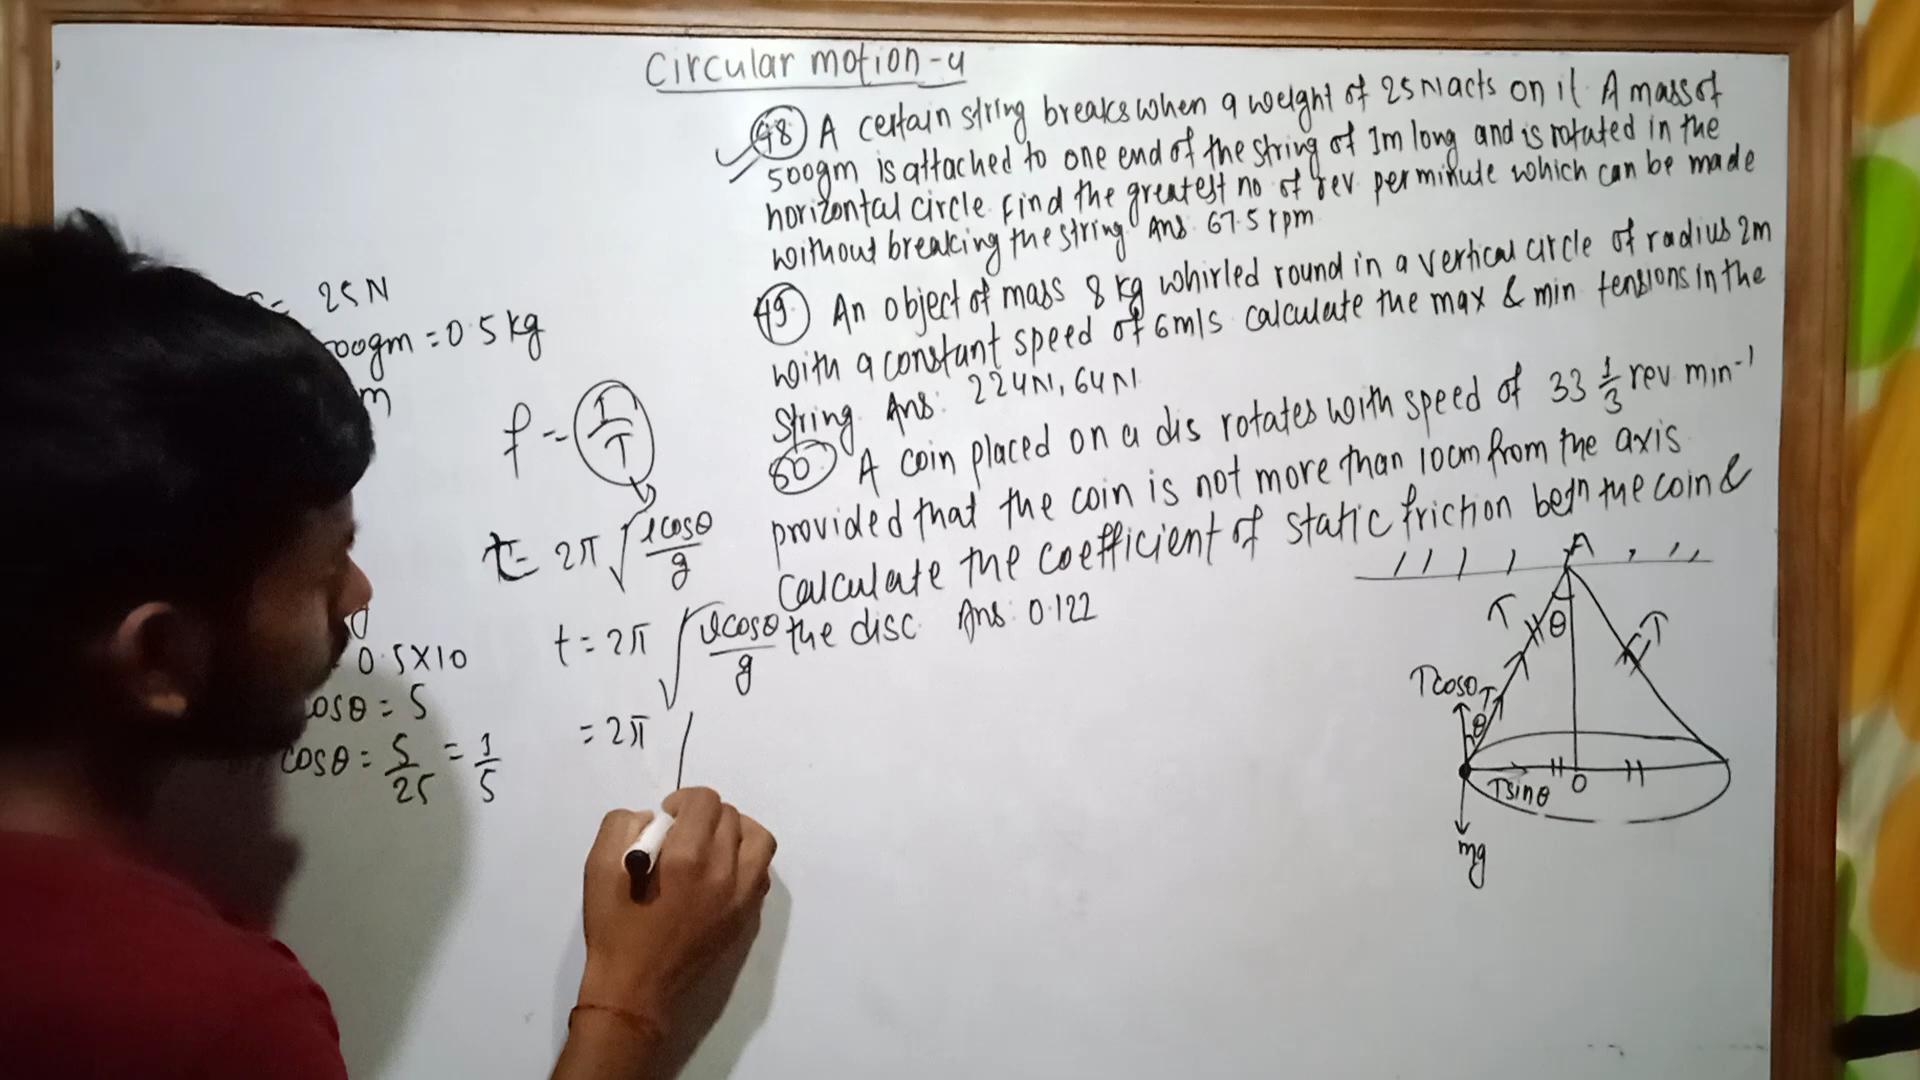 Circular motion-4
48) A certain string breaks when a weight of 25N acts on it. A mass of
500gm is attached to one end of the string of 1m long and is rotated in the
horizontal circle. Find the greatest no. of rev per minute which can be made
without breaking the string. Ans. 67.5 rpm
49) An object of mass 8 kg whirled round in a vertical circle of radius 2m
with a constant speed of 6m/s. calculate the max & min tensions in the
string. Ans: 224N, 64N
50) A coin placed on a dis rotates with speed of 33 1/3 rev min-1
provided that the coin is not more than 10cm from the axis
calculate the coefficient of static friction betn the coin &
the disc. Ans: 0.122
= 25N
500gm = 0.5kg
m
f = 1/T
t = 2π √(lcosθ/g)
t = 2π √(lcosθ/g)
= 2π
g
0.5×10
cosθ = 5
cosθ = 5/25 = 1/5
A
T
θ
T
Tcosθ
T
θ
Tsinθ
O
mg